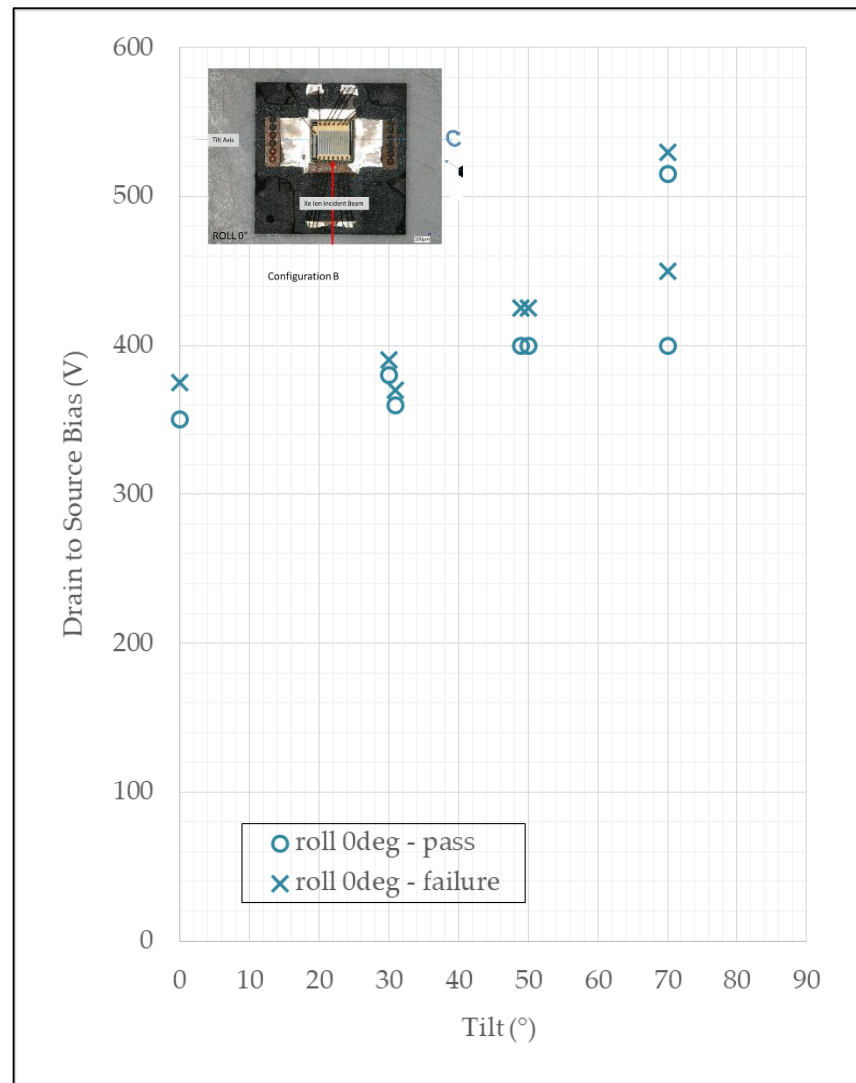 600
500
400
300
200
100
0
Drain to Source Bias (V)
Tilt Axis
Xe Ion Incident Beam
ROLL 0°
100µm
C
Configuration B
roll 0deg - pass
roll 0deg - failure
0 10 20 30 40 50 60 70 80 90
Tilt (°)